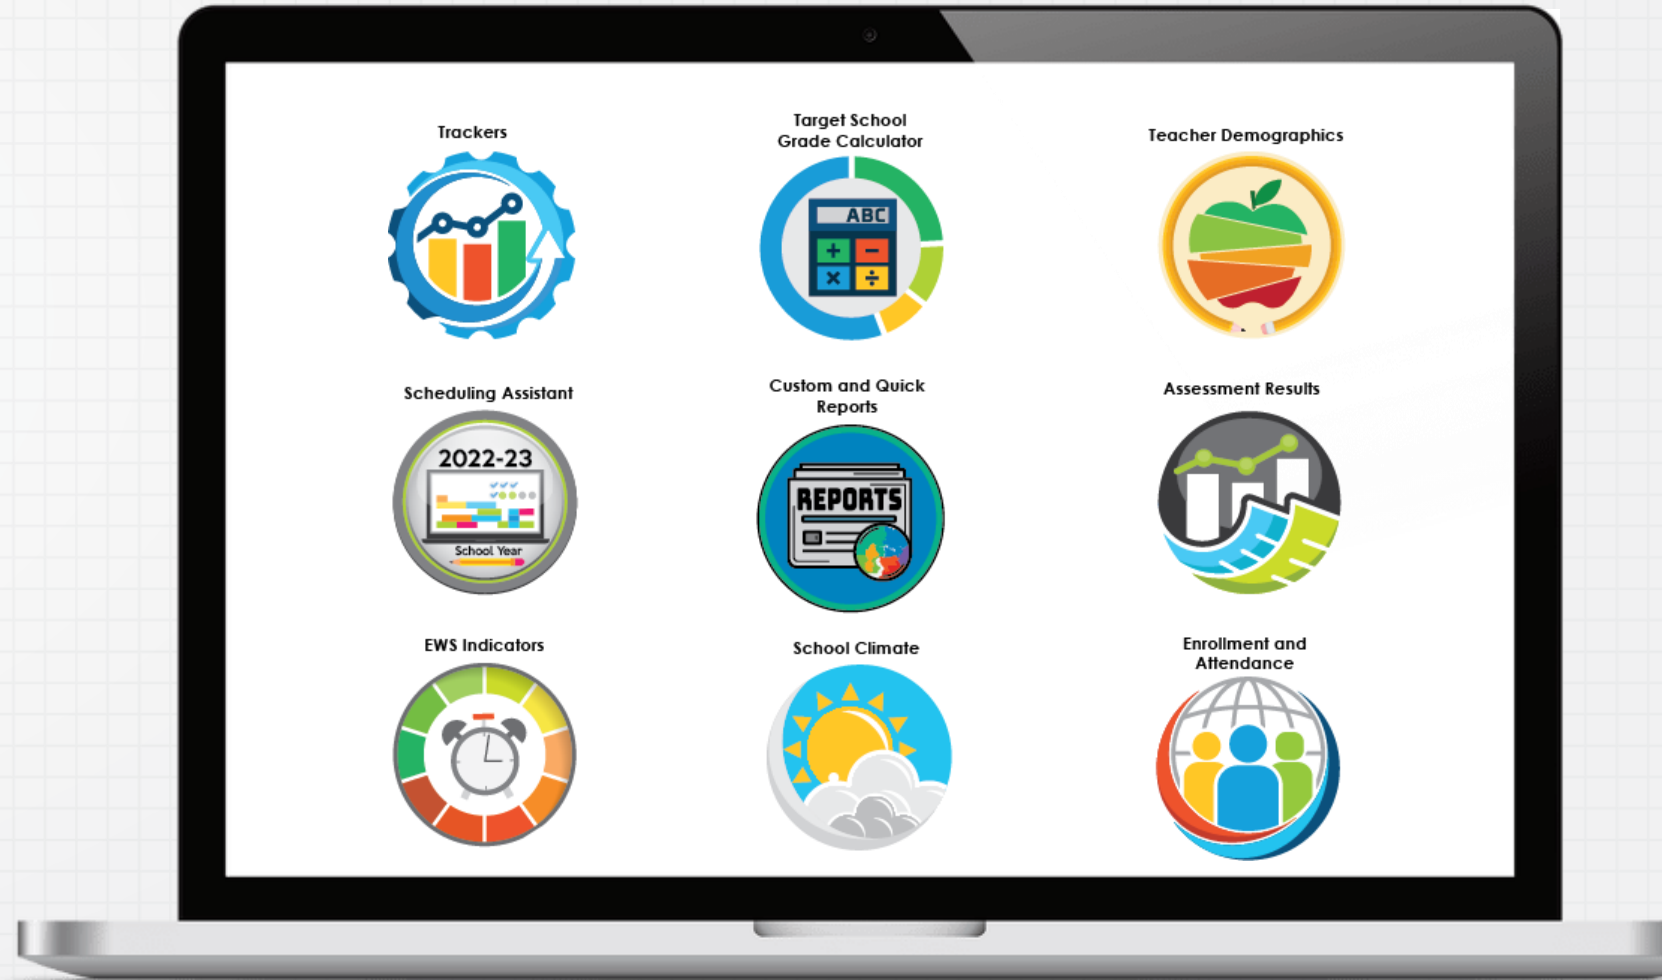 Trackers
Target School
Grade Calculator
Teacher Demographics
ABC
+ −
× ÷
Scheduling Assistant
Custom and Quick
Reports
Assessment Results
2022-23
School Year
REPORTS
EWS Indicators
School Climate
Enrollment and
Attendance